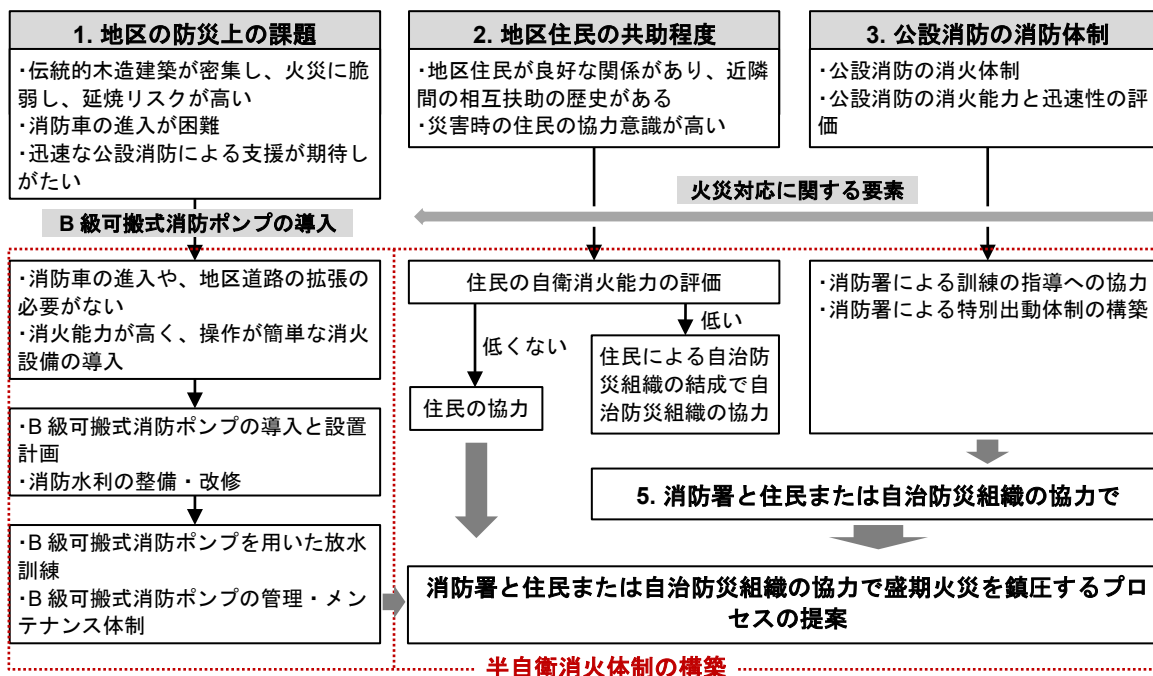 1. 地区の防災上の課題
・伝統的木造建築が密集し、火災に脆
弱し、延焼リスクが高い
・消防車の進入が困難
・迅速な公設消防による支援が期待し
がたい
2. 地区住民の共助程度
・地区住民が良好な関係があり、近隣
間の相互扶助の歴史がある
・災害時の住民の協力意識が高い
3. 公設消防の消防体制
・公設消防の消火体制
・公設消防の消火能力と迅速性の評
価
火災対応に関する要素
B 級可搬式消防ポンプの導入
・消防車の進入や、地区道路の拡張の
必要がない
・消火能力が高く、操作が簡単な消火
設備の導入
・B 級可搬式消防ポンプの導入と設置
計画
・消防水利の整備・改修
・B 級可搬式消防ポンプを用いた放水
訓練
・B 級可搬式消防ポンプの管理・メン
テナンス体制
住民の自衛消火能力の評価
低くない
低い
住民の協力
住民による自治防
災組織の結成で自
治防災組織の協力
・消防署による訓練の指導への協力
・消防署による特別出動体制の構築
5. 消防署と住民または自治防災組織の協力で
消防署と住民または自治防災組織の協力で盛期火災を鎮圧するプロ
セスの提案
半自衛消火体制の構築